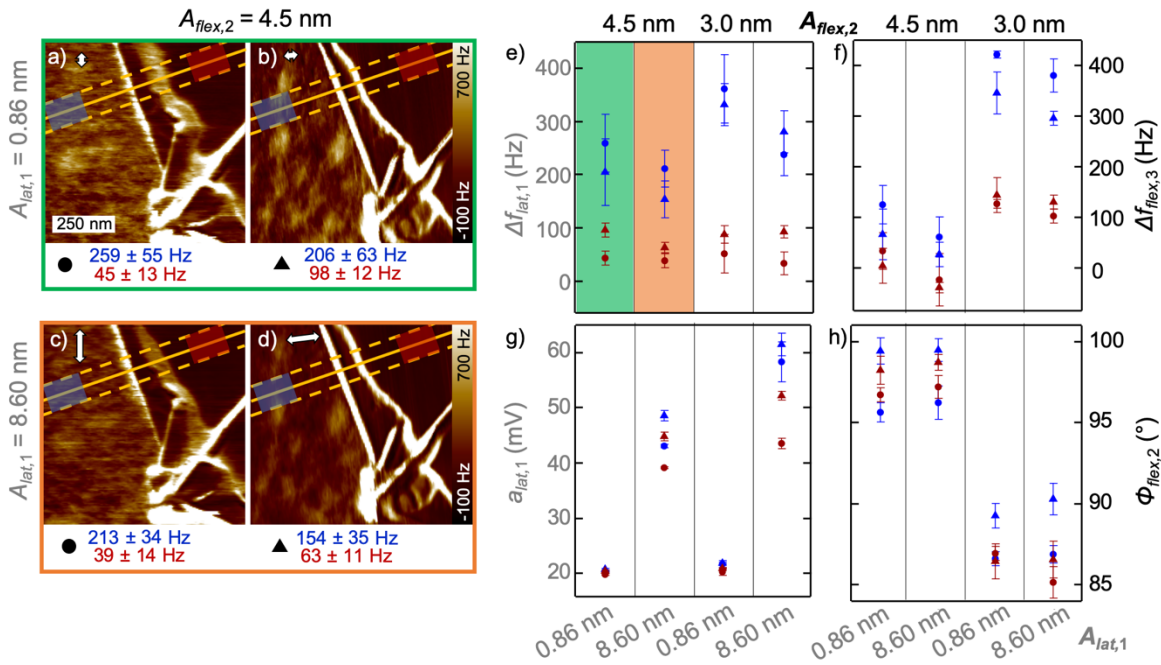 A_flex,2 = 4.5 nm
A_lat,1 = 0.86 nm
a)
b)
250 nm
700 Hz
-100 Hz
● 259 ± 55 Hz
45 ± 13 Hz
▲ 206 ± 63 Hz
98 ± 12 Hz
A_lat,1 = 8.60 nm
c)
d)
700 Hz
-100 Hz
● 213 ± 34 Hz
39 ± 14 Hz
▲ 154 ± 35 Hz
63 ± 11 Hz
4.5 nm 3.0 nm A_flex,2 4.5 nm 3.0 nm
e)
Δf_lat,1 (Hz)
400
300
200
100
0
f)
400
300
200
100
0
Δf_flex,3 (Hz)
g)
a_lat,1 (mV)
60
50
40
30
20
h)
100
95
90
85
Φ_flex,2 (°)
0.86 nm 8.60 nm 0.86 nm 8.60 nm
0.86 nm 8.60 nm 0.86 nm 8.60 nm
A_lat,1